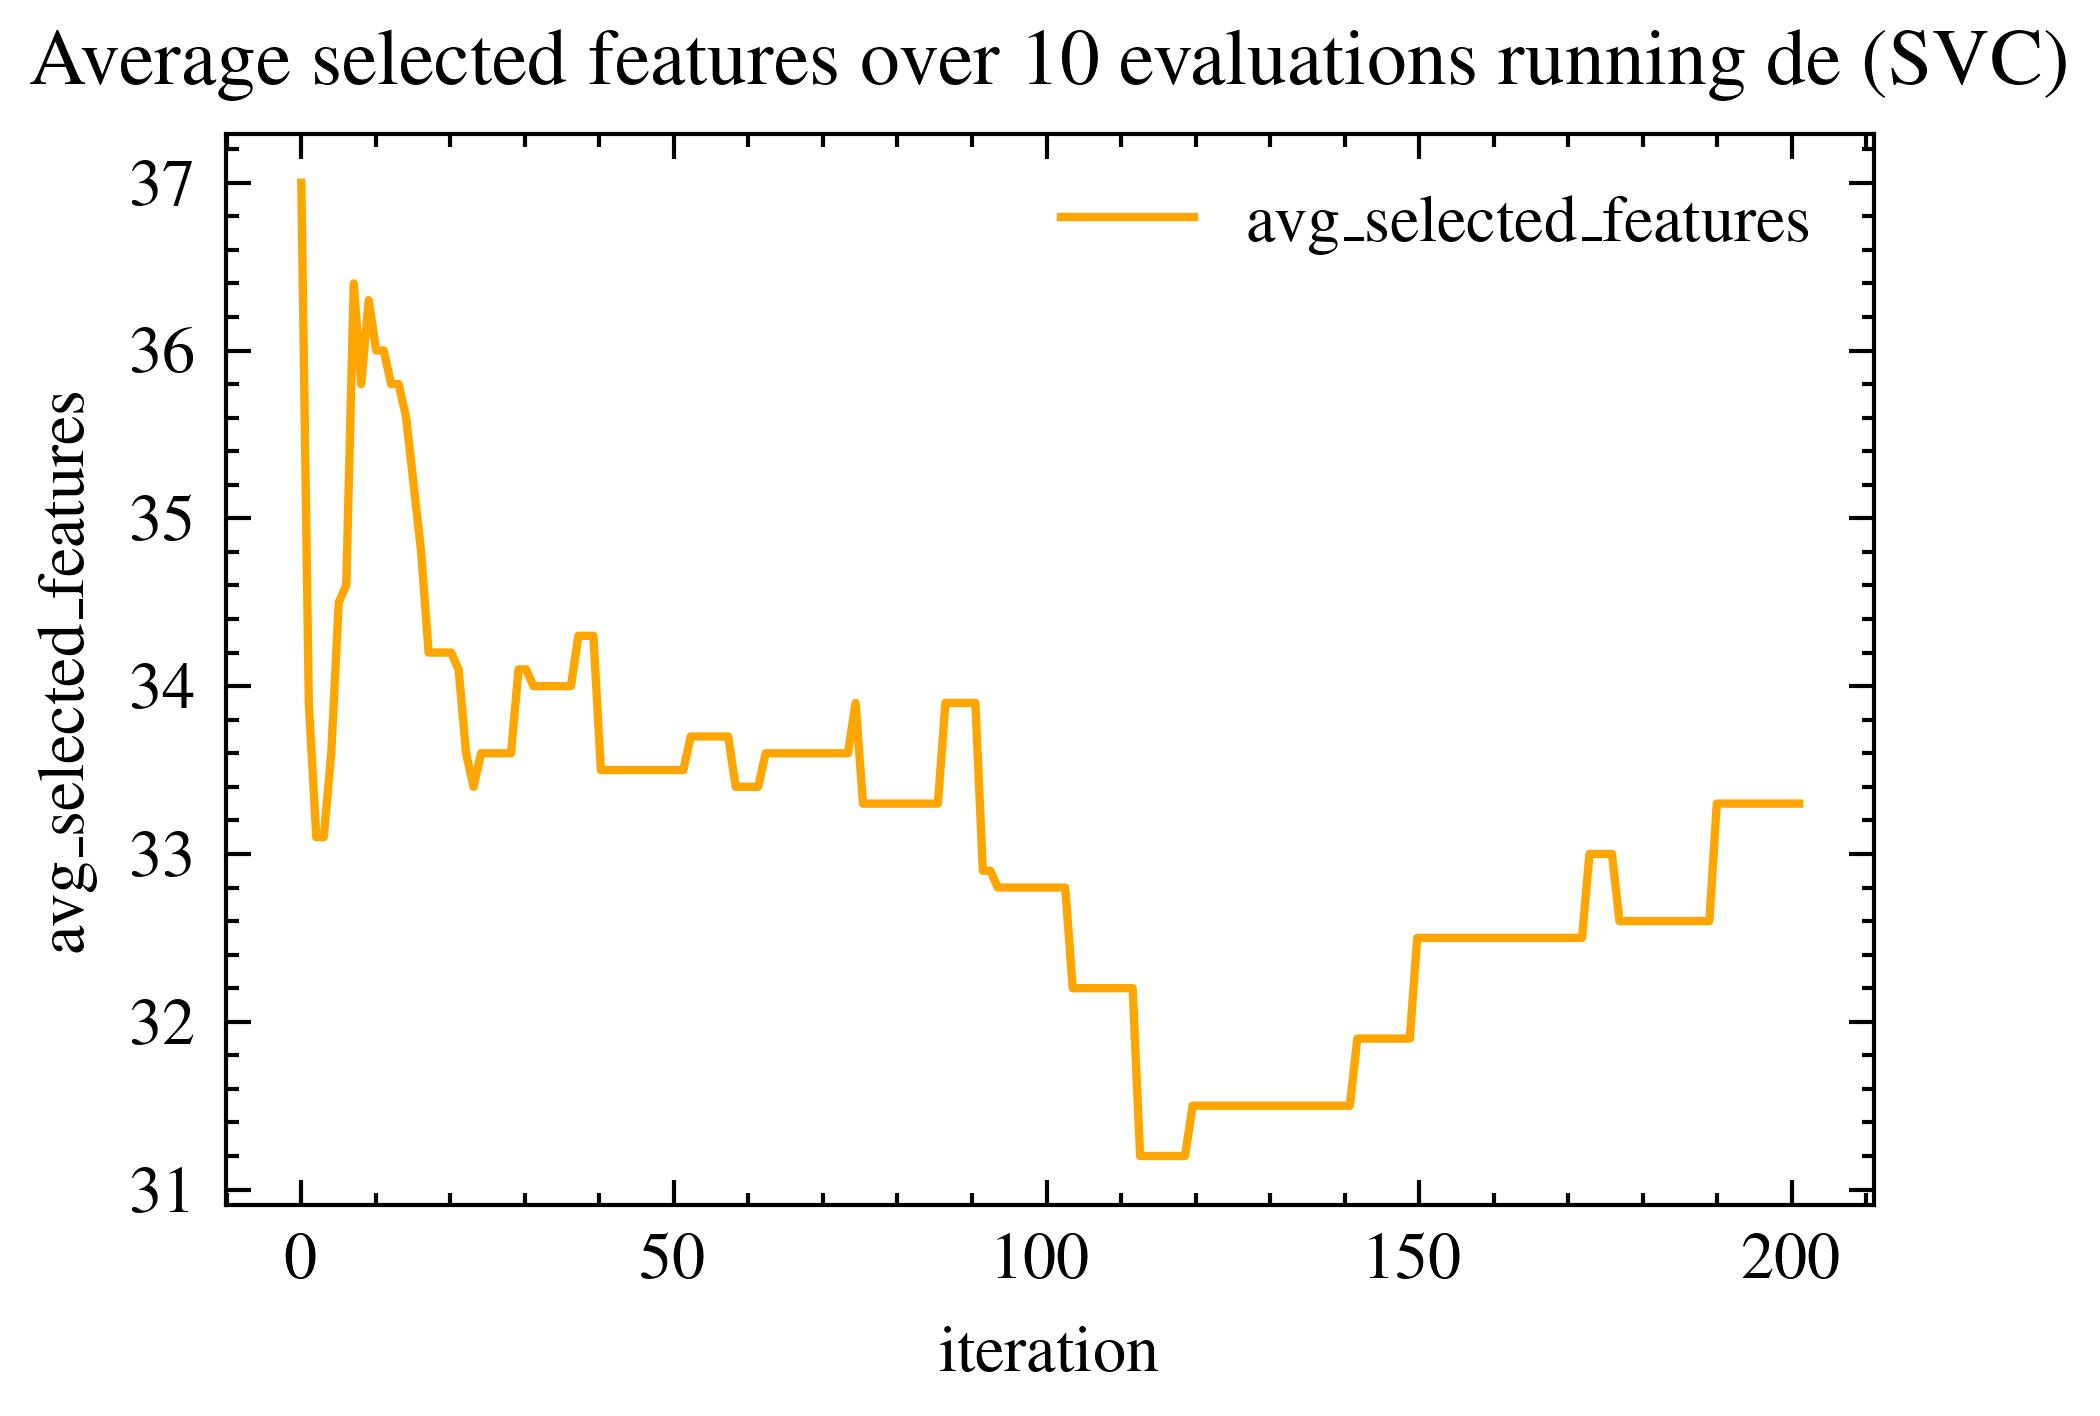 Average selected features over 10 evaluations running de (SVC)
avg_selected_features
37
36
35
34
33
32
31
avg_selected_features
0 50 100 150 200
iteration